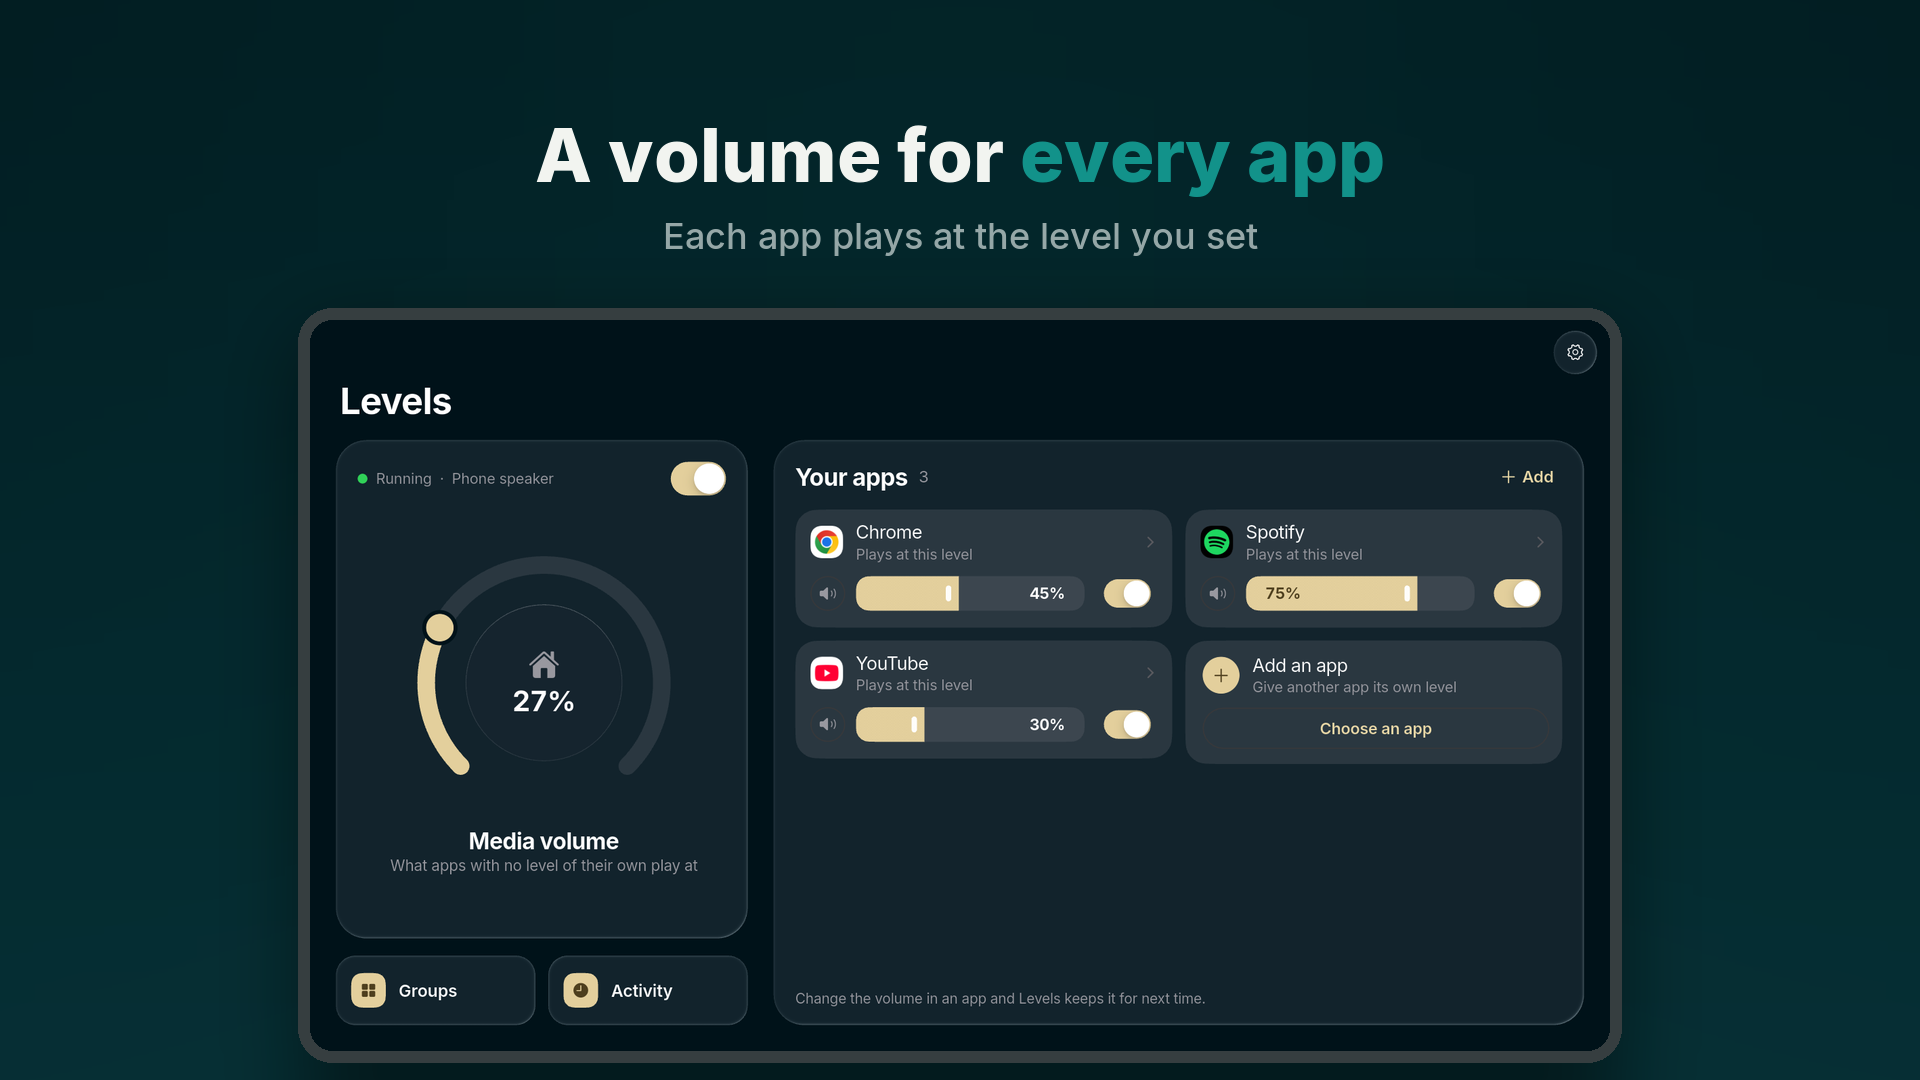 A volume for every app
Each app plays at the level you set
Levels
Running · Phone speaker
27%
Media volume
What apps with no level of their own play at
Groups
Activity
Your apps 3
+ Add
Chrome
Plays at this level
45%
Spotify
Plays at this level
75%
YouTube
Plays at this level
30%
Add an app
Give another app its own level
Choose an app
Change the volume in an app and Levels keeps it for next time.